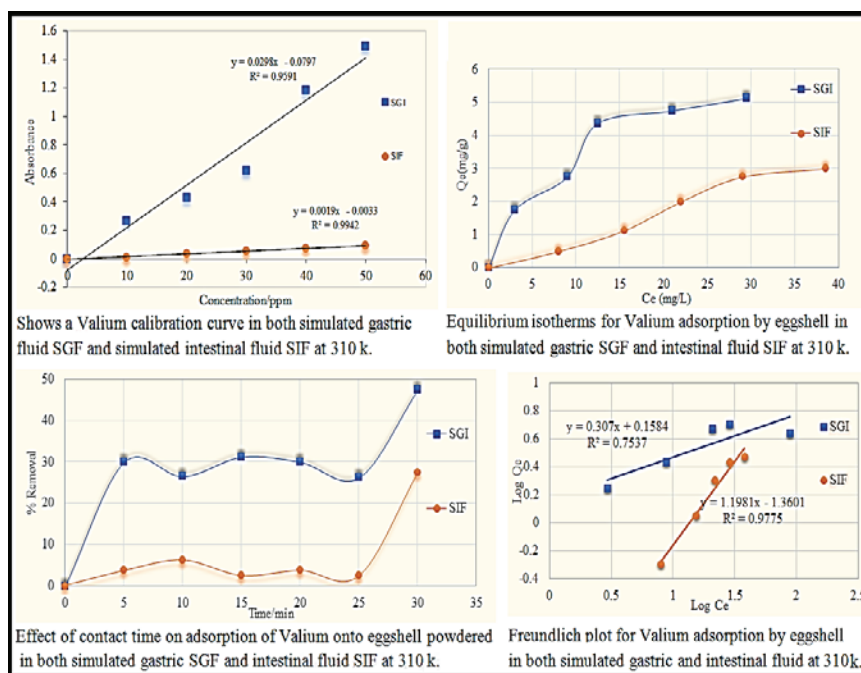 1.6
1.4
1.2
1
0.8
0.6
0.4
0.2
0
0.2
Absorbance
y = 0.0298x - 0.0797
R² = 0.9591
SGI
SIF
y = 0.0019x - 0.0033
R² = 0.9942
0 10 20 30 40 50 60
Concentration/ppm
Shows a Valium calibration curve in both simulated gastric
fluid SGF and simulated intestinal fluid SIF at 310 k.
6
5
4
3
2
1
0
Qe(mg/g)
SGI
SIF
0 5 10 15 20 25 30 35 40
Ce (mg/L)
Equilibrium isotherms for Valium adsorption by eggshell in
both simulated gastric SGF and intestinal fluid SIF at 310 k.
50
40
30
20
10
0
% Removal
SGI
SIF
0 5 10 15 20 25 30 35
Time/min
Effect of contact time on adsorption of Valium onto eggshell powdered
in both simulated gastric SGF and intestinal fluid SIF at 310 k.
1
0.8
0.6
0.4
0.2
0
-0.2
-0.4
Log Qe
y = 0.307x + 0.1584
R² = 0.7537
SGI
SIF
y = 1.1981x - 1.3601
R² = 0.9775
0 0.5 1 1.5 2 2.5
Log Ce
Freundlich plot for Valium adsorption by eggshell
in both simulated gastric and intestinal fluid at 310k.